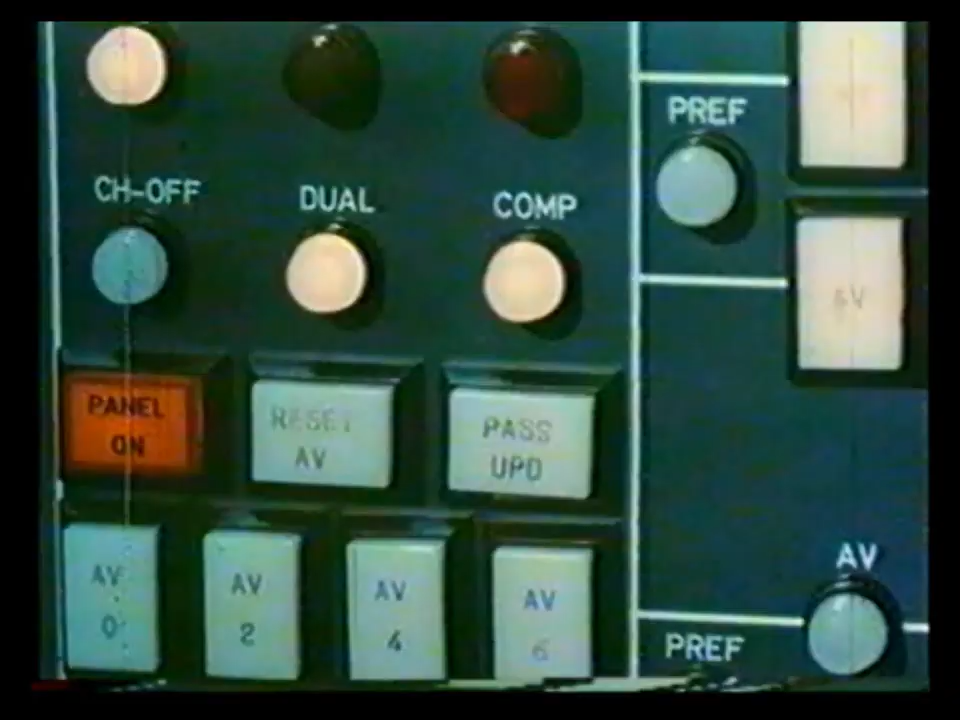 PREF
CH-OFF
DUAL
COMP
AV
PANEL
ON
RESET
AV
PASS
UPD
AV
0
AV
2
AV
4
AV
6
AV
PREF